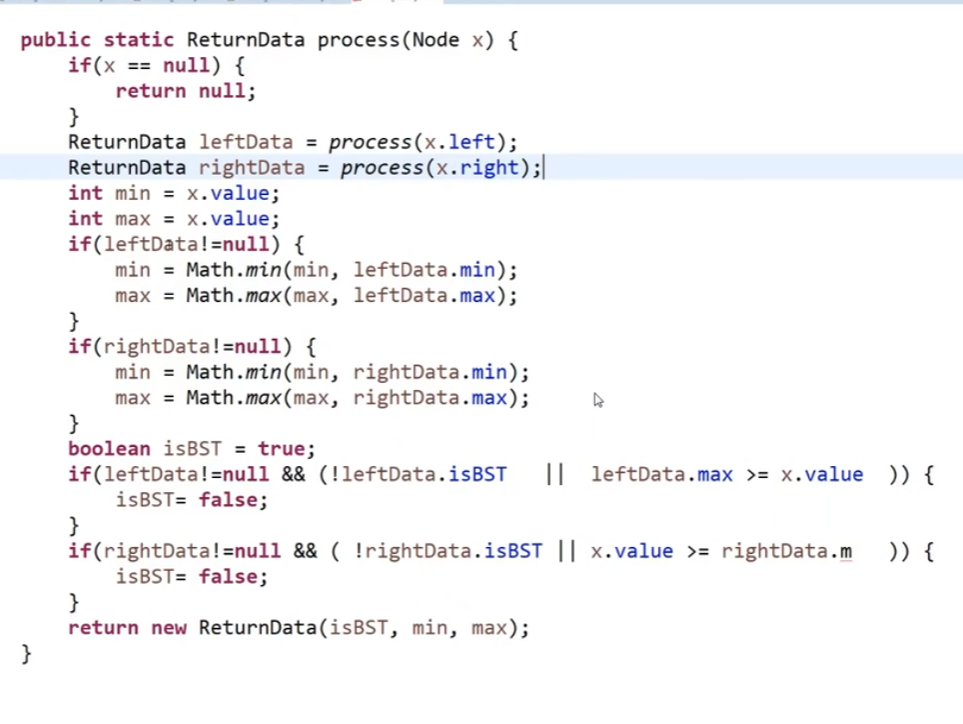 public static ReturnData process(Node x) {
if(x == null) {
return null;
}
ReturnData leftData = process(x.left);
ReturnData rightData = process(x.right);
int min = x.value;
int max = x.value;
if(leftData!=null) {
min = Math.min(min, leftData.min);
max = Math.max(max, leftData.max);
}
if(rightData!=null) {
min = Math.min(min, rightData.min);
max = Math.max(max, rightData.max);
}
boolean isBST = true;
if(leftData!=null && (!leftData.isBST || leftData.max >= x.value )) {
isBST= false;
}
if(rightData!=null && ( !rightData.isBST || x.value >= rightData.m )) {
isBST= false;
}
return new ReturnData(isBST, min, max);
}